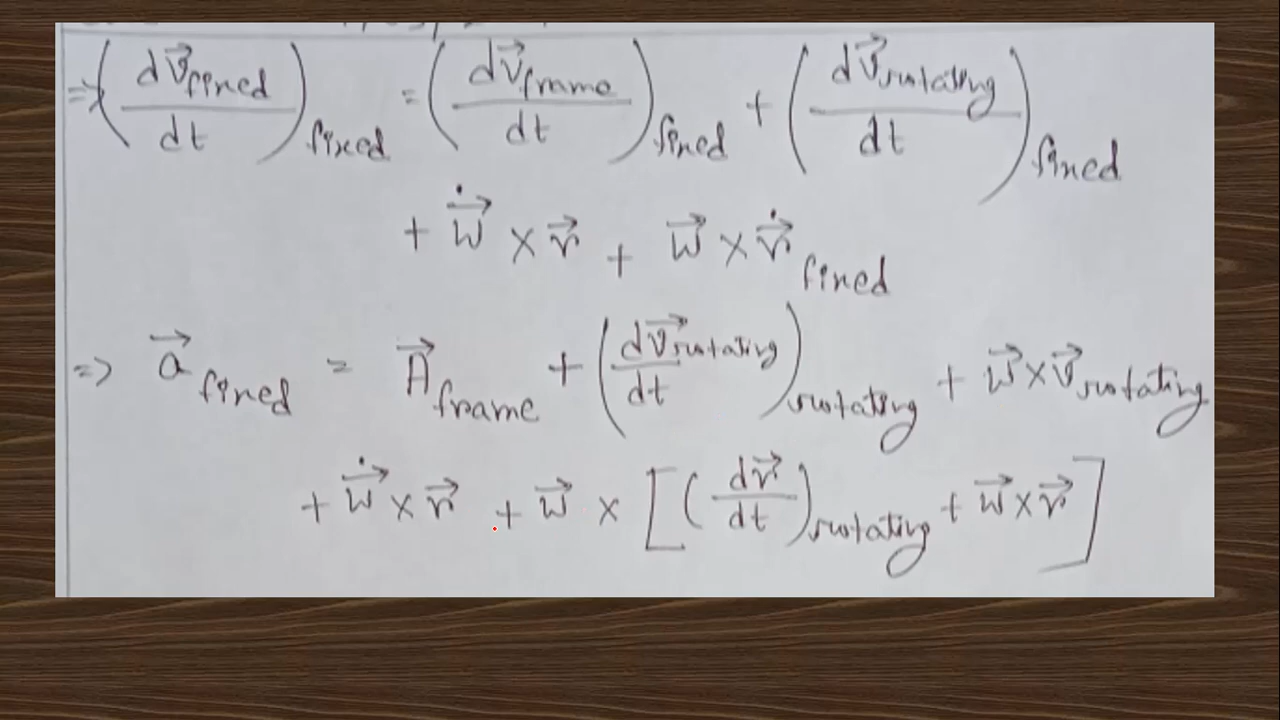 ⇒ (dv⃗_fixed/dt)_fixed = (dv⃗_frame/dt)_fixed + (dv⃗_rotating/dt)_fixed
+ ω⃗̇ × r⃗ + ω⃗ × r⃗̇_fixed
⇒ a⃗_fixed = A⃗_frame + (dv⃗_rotating/dt)_rotating + ω⃗ × v⃗_rotating
+ ω⃗̇ × r⃗ + ω⃗ × [(dr⃗/dt)_rotating + ω⃗ × r⃗]